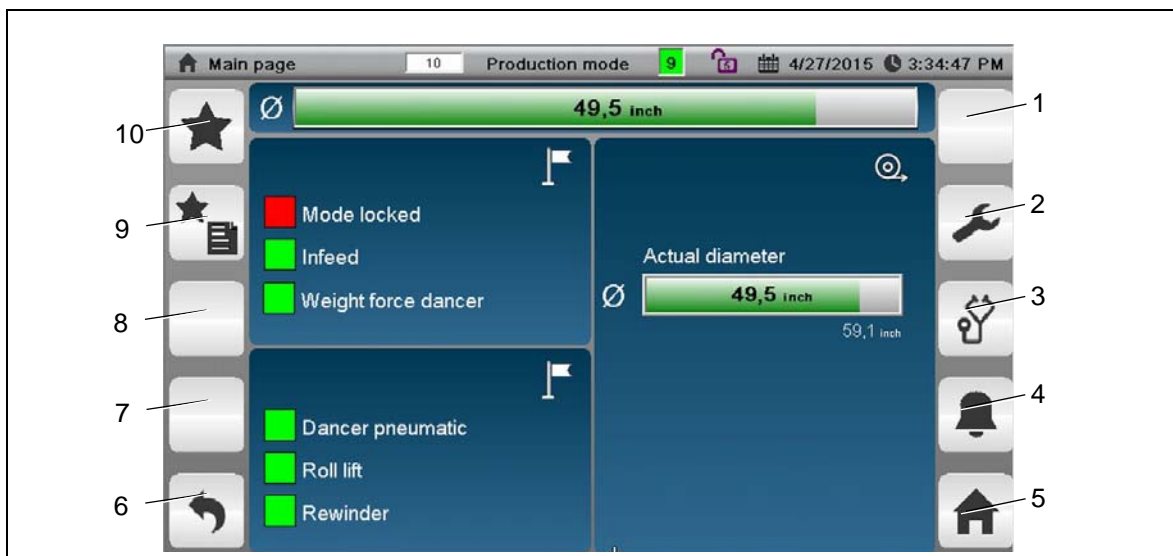 Main page 10 Production mode 9 4/27/2015 3:34:47 PM
Ø 49,5 inch
Mode locked
Infeed
Weight force dancer
Actual diameter
Ø 49,5 inch
59,1 inch
Dancer pneumatic
Roll lift
Rewinder
10
9
8
7
6
1
2
3
4
5